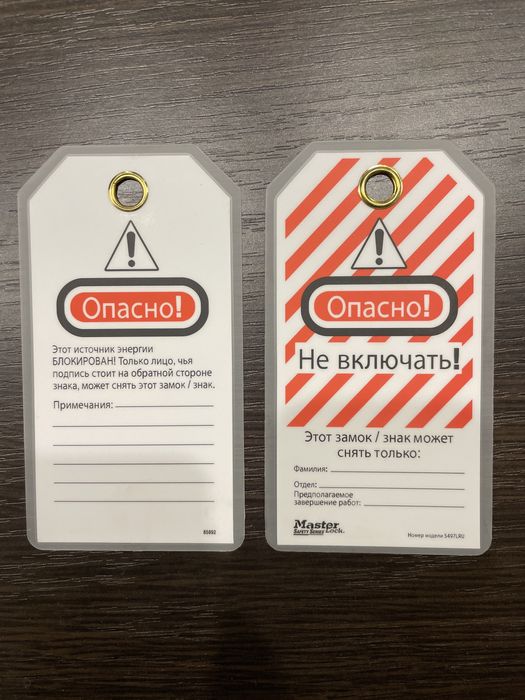 Опасно!
Этот источник энергии
БЛОКИРОВАН! Только лицо, чья
подпись стоит на обратной стороне
знака, может снять этот замок / знак.
Примечания:
85892
Опасно!
Не включать!
Этот замок / знак может
снять только:
Фамилия:
Отдел:
Предполагаемое
завершение работ:
Master Lock.
SAFETY SERIES
Номер модели S497LRU